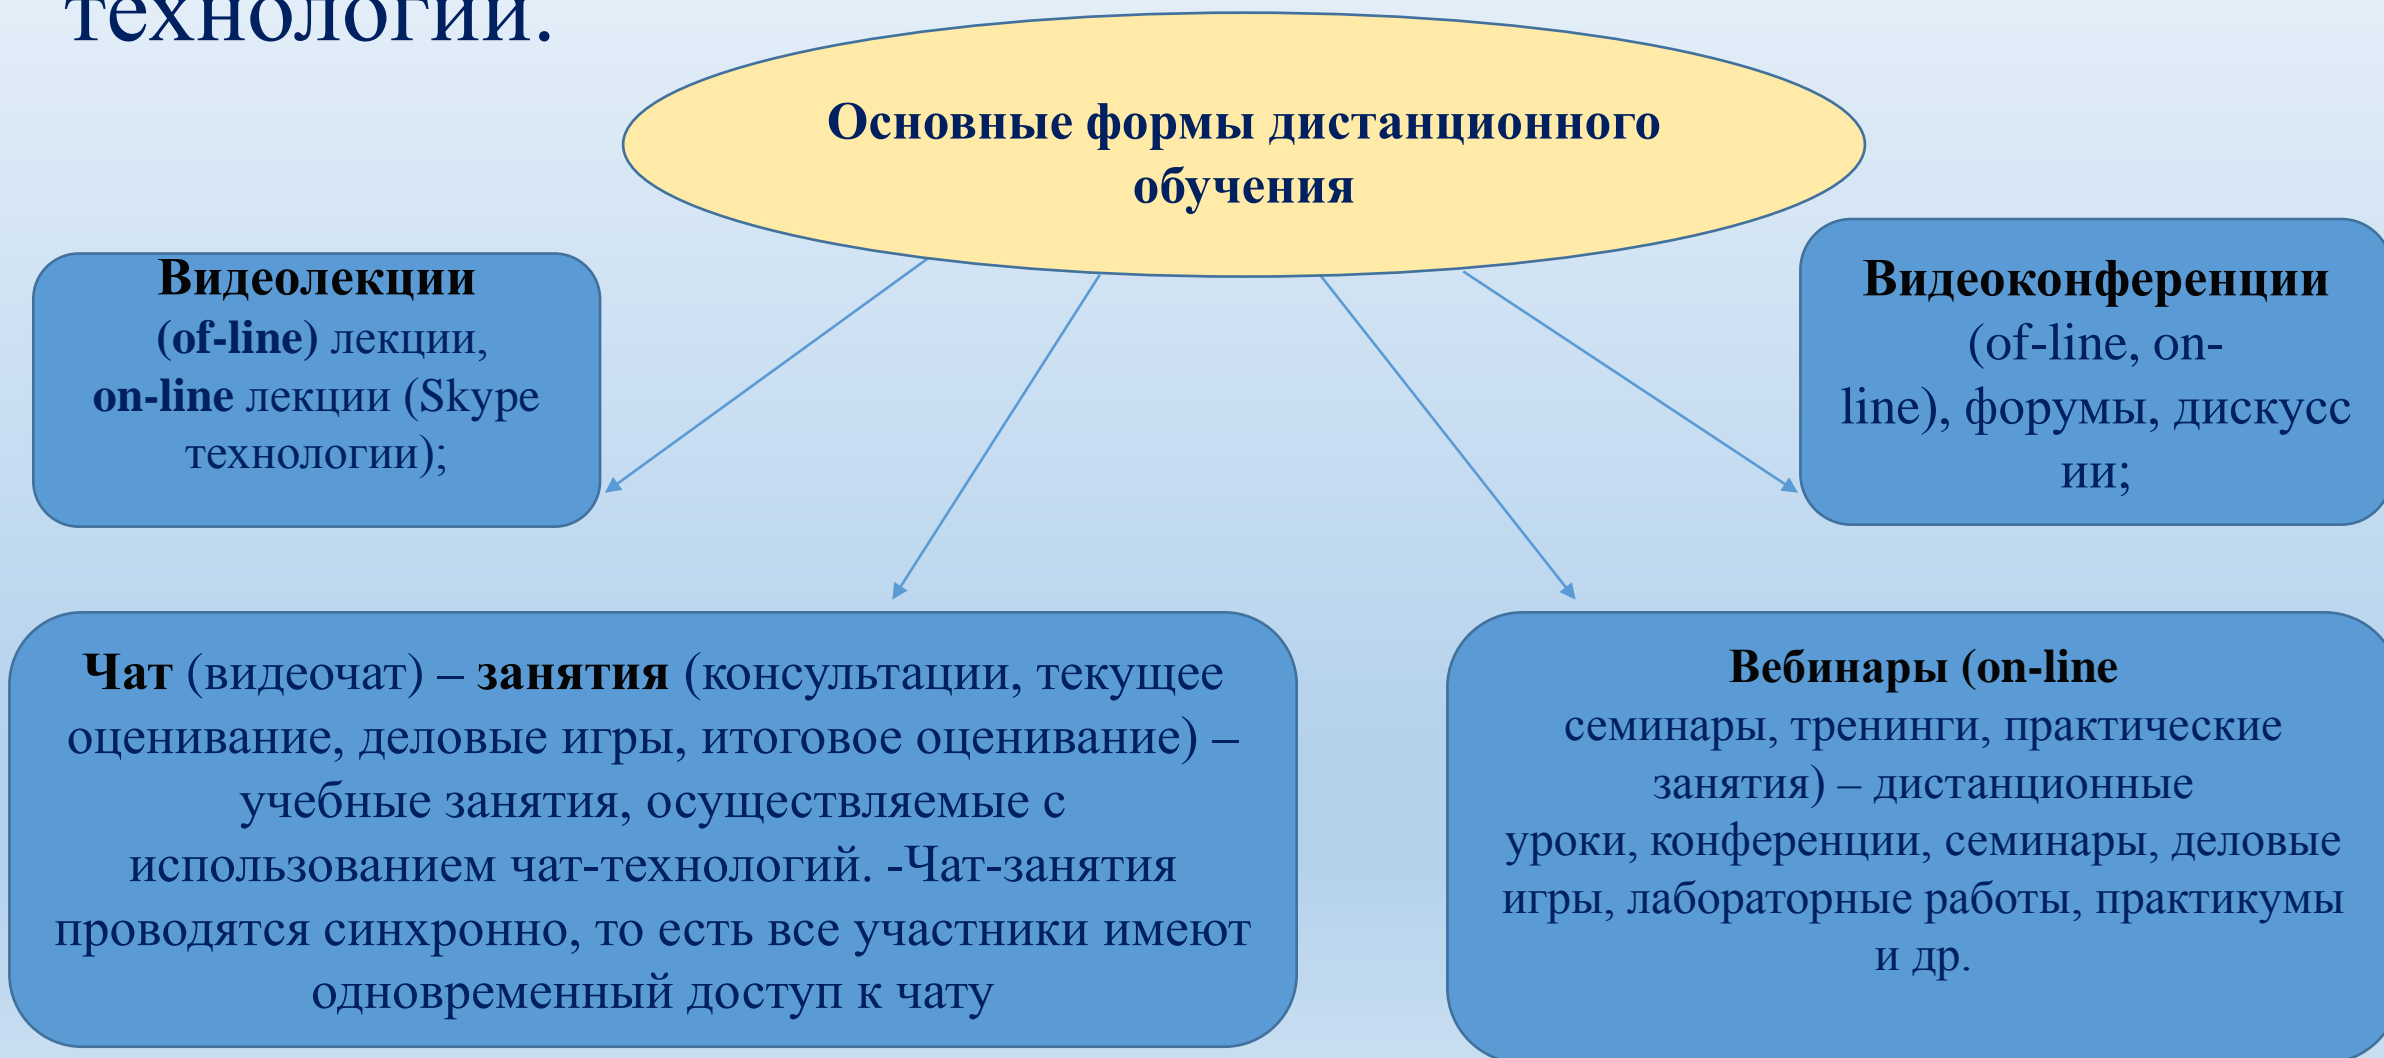 технологии.
Основные формы дистанционного
обучения
Видеолекции
(of-line) лекции,
on-line лекции (Skype
технологии);
Видеоконференции
(of-line, on-
line), форумы, дискусс
ии;
Чат (видеочат) – занятия (консультации, текущее
оценивание, деловые игры, итоговое оценивание) –
учебные занятия, осуществляемые с
использованием чат-технологий. -Чат-занятия
проводятся синхронно, то есть все участники имеют
одновременный доступ к чату
Вебинары (on-line
семинары, тренинги, практические
занятия) – дистанционные
уроки, конференции, семинары, деловые
игры, лабораторные работы, практикумы
и др.